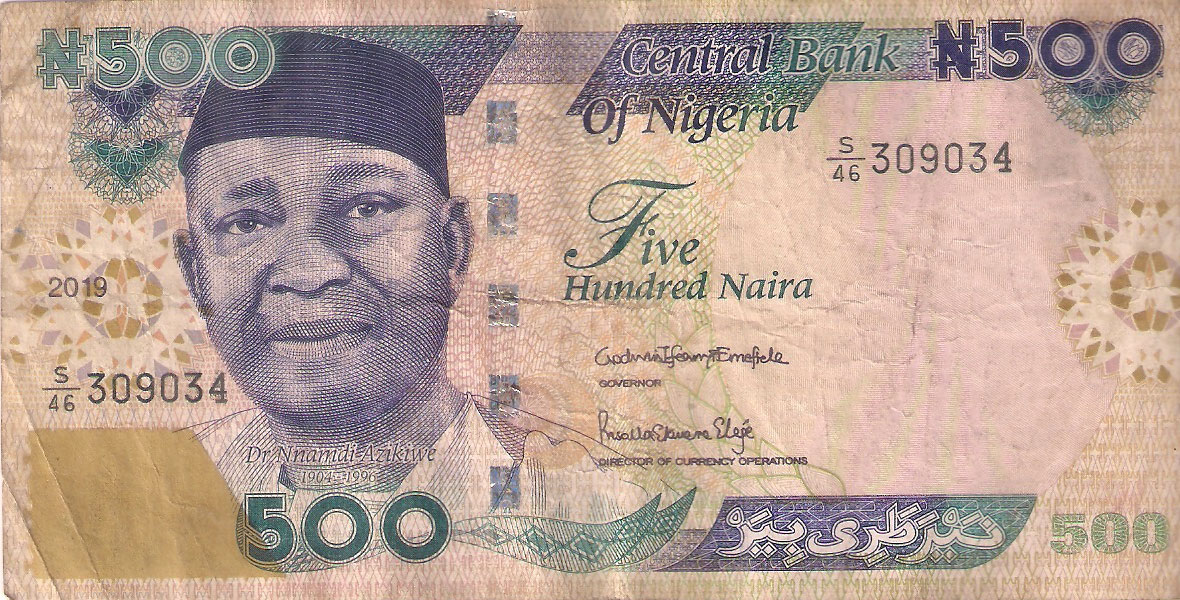 ₦500
Central Bank
Of Nigeria
₦500
S/46 309034
Five
Hundred Naira
2019
Godwin Ifeanyi Emefiele
GOVERNOR
S/46 309034
Priscilla Ekwere Eleje
DIRECTOR OF CURRENCY OPERATIONS
Dr Nnamdi Azikiwe
1904-1996
500
نَيْرَ طَرِى بِيَرْ
500